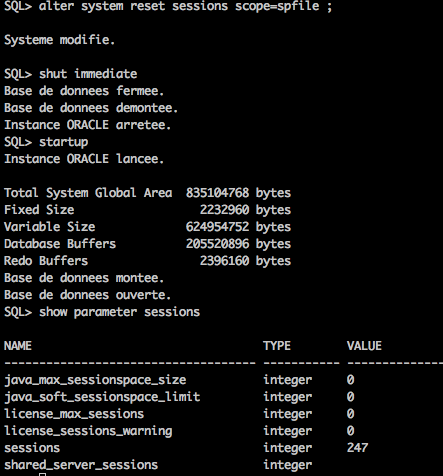 SQL> alter system reset sessions scope=spfile ;
Systeme modifie.
SQL> shut immediate
Base de donnees fermee.
Base de donnees demontee.
Instance ORACLE arretee.
SQL> startup
Instance ORACLE lancee.
Total System Global Area  835104768 bytes
Fixed Size                  2232960 bytes
Variable Size             624954752 bytes
Database Buffers          205520896 bytes
Redo Buffers                2396160 bytes
Base de donnees montee.
Base de donnees ouverte.
SQL> show parameter sessions
NAME                                 TYPE        VALUE
------------------------------------ ----------- --------------
java_max_sessionspace_size           integer     0
java_soft_sessionspace_limit         integer     0
license_max_sessions                 integer     0
license_sessions_warning             integer     0
sessions                             integer     247
shared_server_sessions               integer